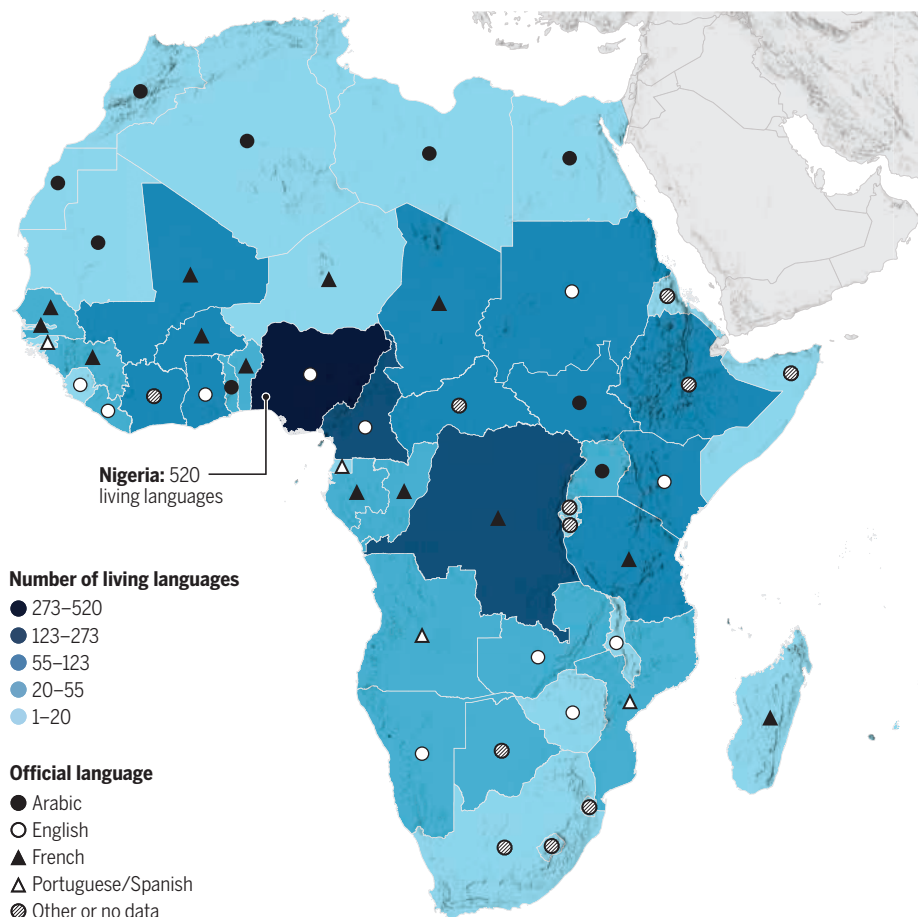 Nigeria: 520
living languages
Number of living languages
273–520
123–273
55–123
20–55
1–20
Official language
Arabic
English
French
Portuguese/Spanish
Other or no data